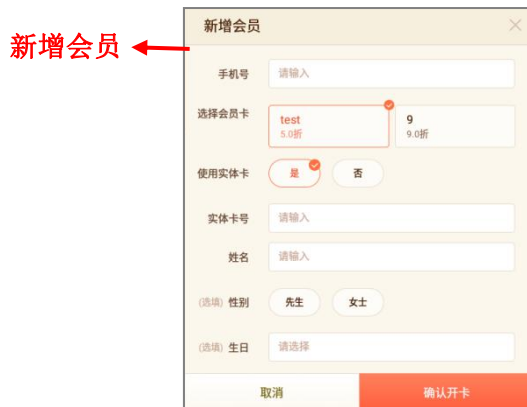 新增会员
新增会员
手机号 请输入
选择会员卡 test 9
5.0折 9.0折
使用实体卡 是 否
实体卡号 请输入
姓名 请输入
(选填) 性别 先生 女士
(选填) 生日 请选择
取消 确认开卡